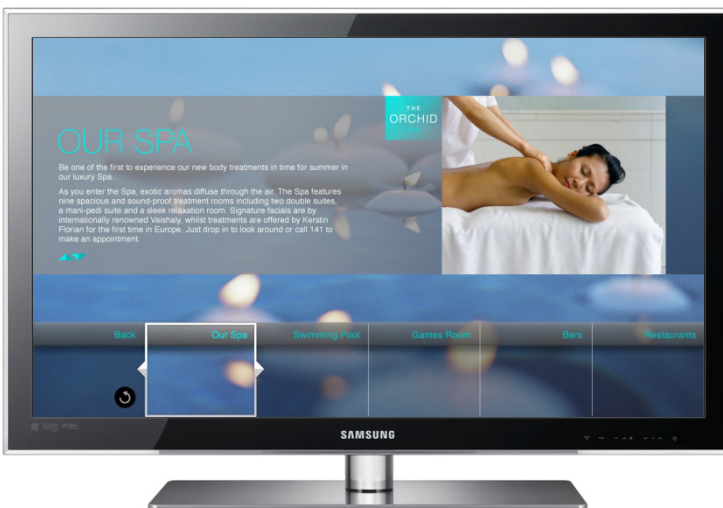 THE
ORCHID
OUR SPA
Be one of the first to experience our new body treatments in time for summer in
our luxury Spa.
As you enter the Spa, exotic aromas diffuse through the air. The Spa features
nine spacious and sound-proof treatment rooms including two double suites,
a mani-pedi suite and a sleek relaxation room. Signature facials are by
internationally renowned Vaishaly, whilst treatments are offered by Kerstin
Florian for the first time in Europe. Just drop in to look around or call 141 to
make an appointment
Back
Our Spa
Swimming Pool
Games Room
Bars
Restaurants
SAMSUNG